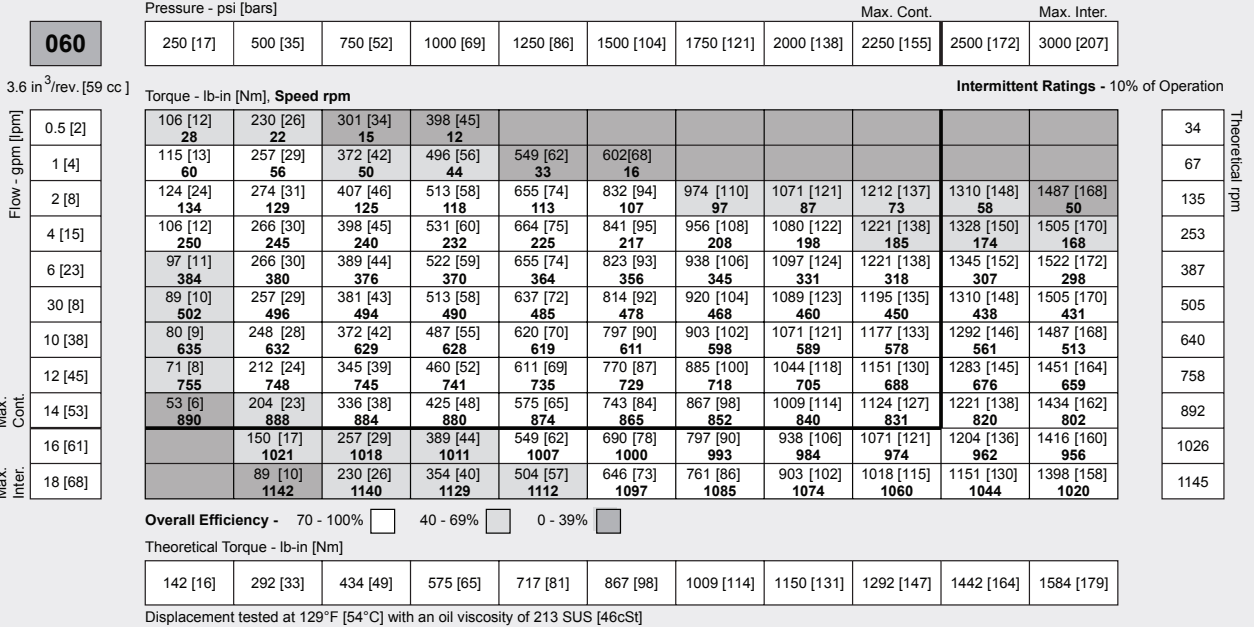 Pressure - psi [bars]
Max. Cont. Max. Inter.
060 250 [17] 500 [35] 750 [52] 1000 [69] 1250 [86] 1500 [104] 1750 [121] 2000 [138] 2250 [155] 2500 [172] 3000 [207]
3.6 in3/rev. [59 cc ] Torque - lb-in [Nm], Speed rpm Intermittent Ratings - 10% of Operation
Flow - gpm [lpm]
Theoretical rpm
0.5 [2] 106 [12] 230 [26] 301 [34] 398 [45] 34
28 22 15 12
1 [4] 115 [13] 257 [29] 372 [42] 496 [56] 549 [62] 602[68] 67
60 56 50 44 33 16
2 [8] 124 [24] 274 [31] 407 [46] 513 [58] 655 [74] 832 [94] 974 [110] 1071 [121] 1212 [137] 1310 [148] 1487 [168] 135
134 129 125 118 113 107 97 87 73 58 50
4 [15] 106 [12] 266 [30] 398 [45] 531 [60] 664 [75] 841 [95] 956 [108] 1080 [122] 1221 [138] 1328 [150] 1505 [170] 253
250 245 240 232 225 217 208 198 185 174 168
6 [23] 97 [11] 266 [30] 389 [44] 522 [59] 655 [74] 823 [93] 938 [106] 1097 [124] 1221 [138] 1345 [152] 1522 [172] 387
384 380 376 370 364 356 345 331 318 307 298
30 [8] 89 [10] 257 [29] 381 [43] 513 [58] 637 [72] 814 [92] 920 [104] 1089 [123] 1195 [135] 1310 [148] 1505 [170] 505
502 496 494 490 485 478 468 460 450 438 431
10 [38] 80 [9] 248 [28] 372 [42] 487 [55] 620 [70] 797 [90] 903 [102] 1071 [121] 1177 [133] 1292 [146] 1487 [168] 640
635 632 629 628 619 611 598 589 578 561 513
12 [45] 71 [8] 212 [24] 345 [39] 460 [52] 611 [69] 770 [87] 885 [100] 1044 [118] 1151 [130] 1283 [145] 1451 [164] 758
755 748 745 741 735 729 718 705 688 676 659
Max. Cont.
14 [53] 53 [6] 204 [23] 336 [38] 425 [48] 575 [65] 743 [84] 867 [98] 1009 [114] 1124 [127] 1221 [138] 1434 [162] 892
890 888 884 880 874 865 852 840 831 820 802
16 [61] 150 [17] 257 [29] 389 [44] 549 [62] 690 [78] 797 [90] 938 [106] 1071 [121] 1204 [136] 1416 [160] 1026
1021 1018 1011 1007 1000 993 984 974 962 956
Max. Inter.
18 [68] 89 [10] 230 [26] 354 [40] 504 [57] 646 [73] 761 [86] 903 [102] 1018 [115] 1151 [130] 1398 [158] 1145
1142 1140 1129 1112 1097 1085 1074 1060 1044 1020
Overall Efficiency - 70 - 100% 40 - 69% 0 - 39%
Theoretical Torque - lb-in [Nm]
142 [16] 292 [33] 434 [49] 575 [65] 717 [81] 867 [98] 1009 [114] 1150 [131] 1292 [147] 1442 [164] 1584 [179]
Displacement tested at 129°F [54°C] with an oil viscosity of 213 SUS [46cSt]